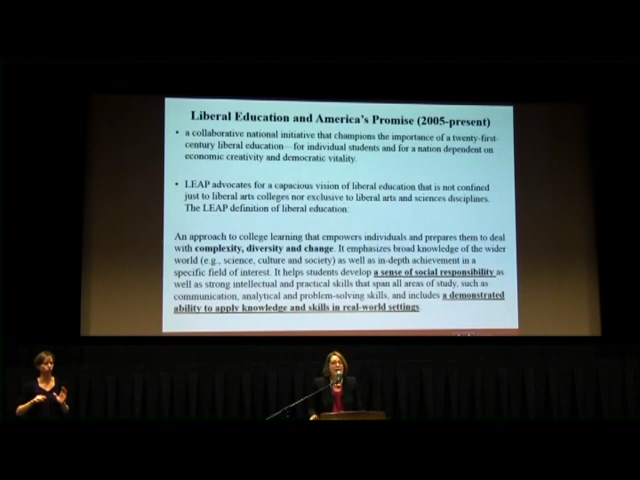 Liberal Education and America's Promise (2005-present)
• a collaborative national initiative that champions the importance of a twenty-first-
century liberal education—for individual students and for a nation dependent on
economic creativity and democratic vitality.
• LEAP advocates for a capacious vision of liberal education that is not confined
just to liberal arts colleges nor exclusive to liberal arts and sciences disciplines.
The LEAP definition of liberal education:
An approach to college learning that empowers individuals and prepares them to deal
with complexity, diversity and change. It emphasizes broad knowledge of the wider
world (e.g., science, culture and society) as well as in-depth achievement in a
specific field of interest. It helps students develop a sense of social responsibility as
well as strong intellectual and practical skills that span all areas of study, such as
communication, analytical and problem-solving skills, and includes a demonstrated
ability to apply knowledge and skills in real-world settings.